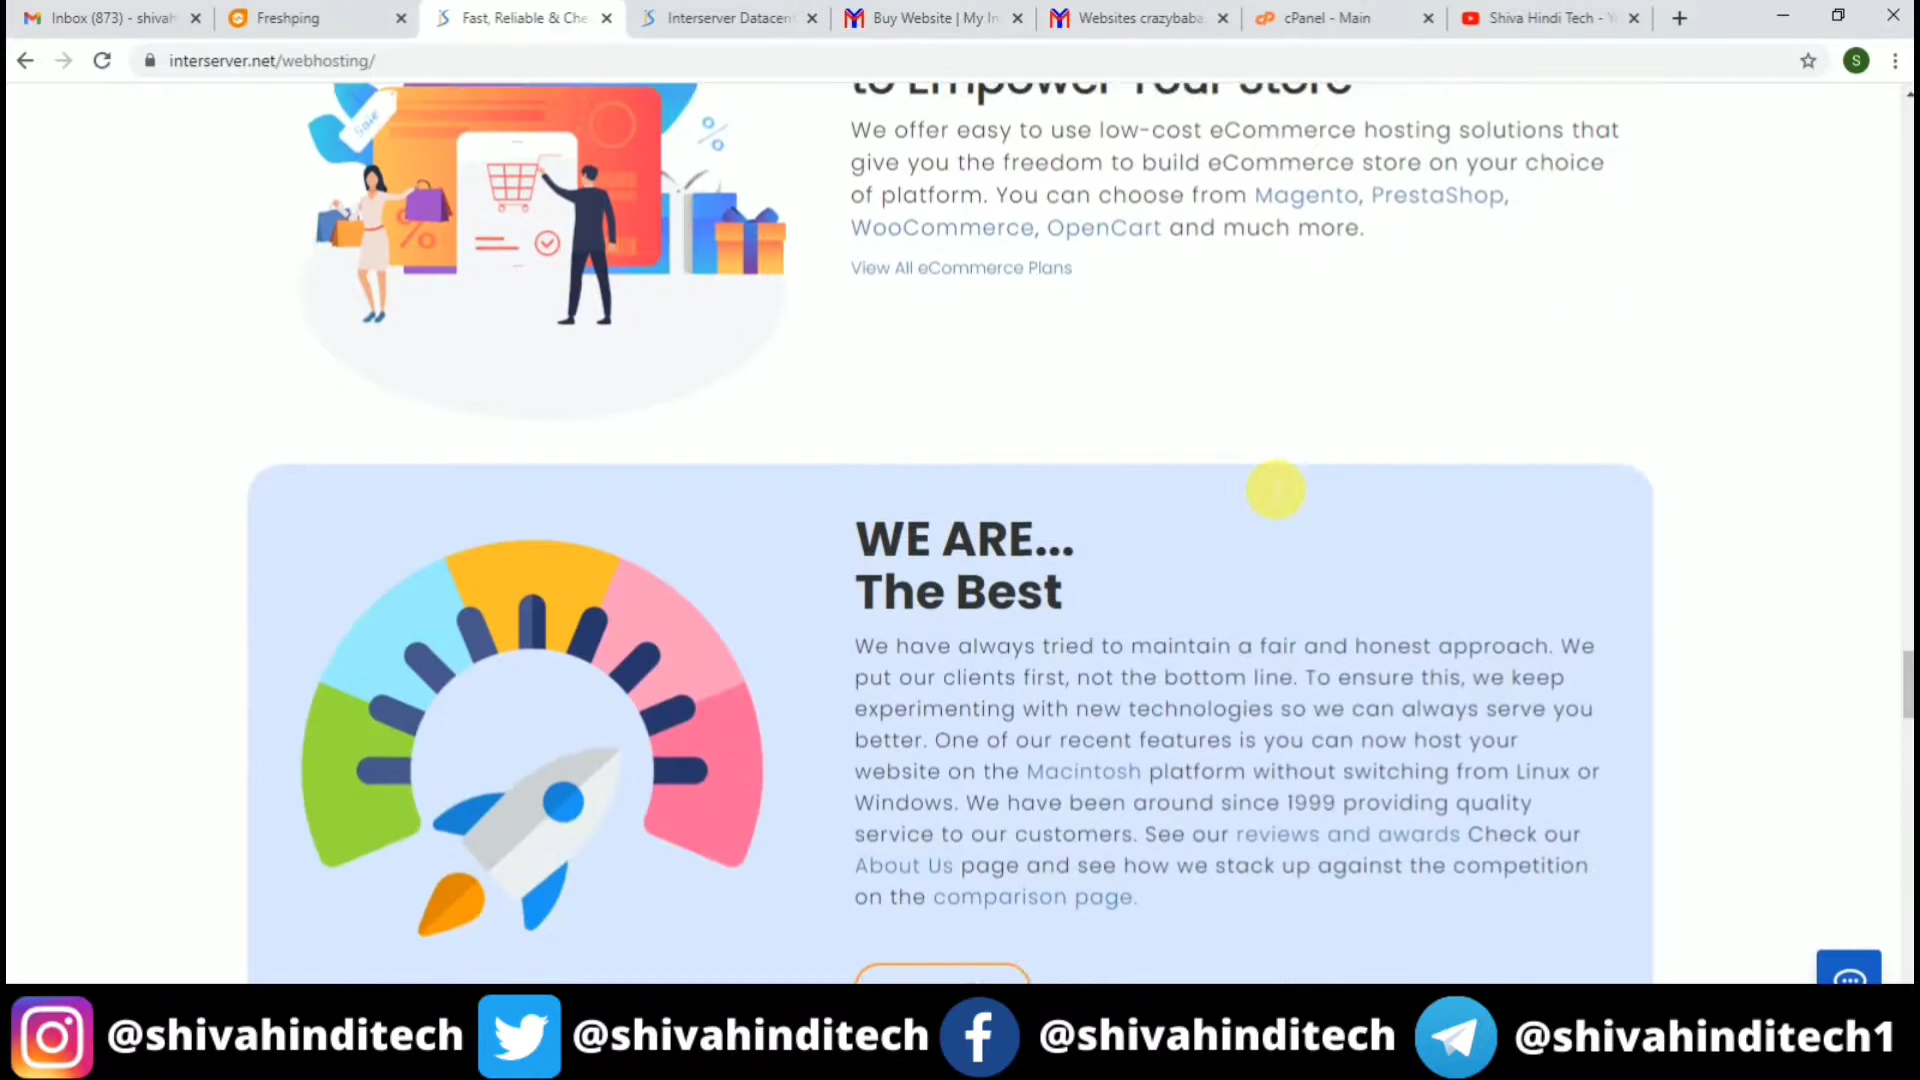 Inbox (873) - shivah
Freshping
Fast, Reliable & Che
Interserver Datacen
Buy Website | My In
Websites crazybaba
cPanel - Main
Shiva Hindi Tech - Y
interserver.net/webhosting/
S
to Empower Your Store
Sale
We offer easy to use low-cost eCommerce hosting solutions that
give you the freedom to build eCommerce store on your choice
of platform. You can choose from Magento, PrestaShop,
WooCommerce, OpenCart and much more.
View All eCommerce Plans
WE ARE...
The Best
We have always tried to maintain a fair and honest approach. We
put our clients first, not the bottom line. To ensure this, we keep
experimenting with new technologies so we can always serve you
better. One of our recent features is you can now host your
website on the Macintosh platform without switching from Linux or
Windows. We have been around since 1999 providing quality
service to our customers. See our reviews and awards Check our
About Us page and see how we stack up against the competition
on the comparison page.
@shivahinditech @shivahinditech @shivahinditech @shivahinditech1